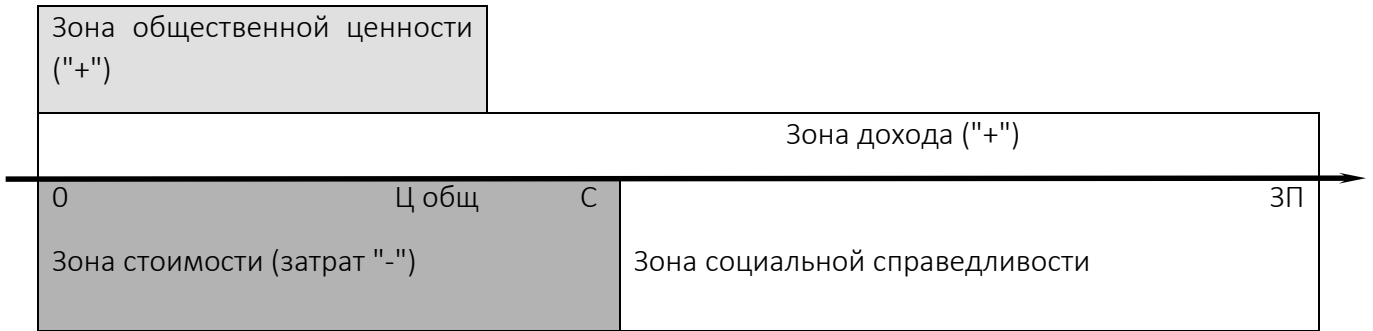 Зона общественной ценности
("+")
Зона дохода ("+")
0 Ц общ С ЗП
Зона стоимости (затрат "-") Зона социальной справедливости